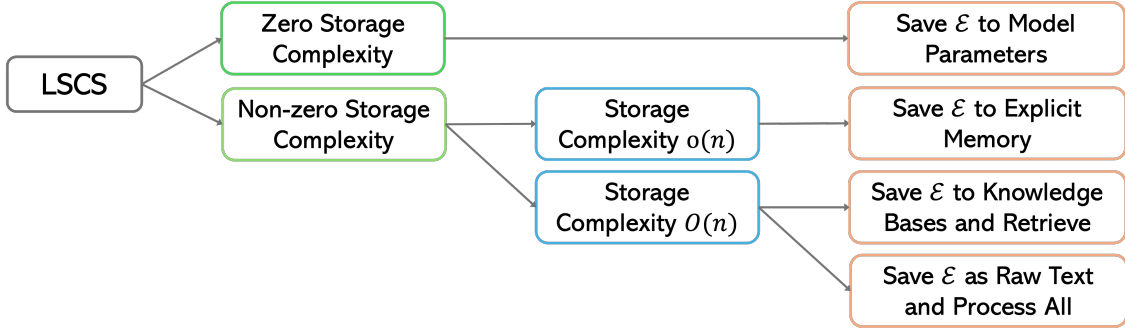 LSCS
Zero Storage
Complexity
Save ℰ to Model
Parameters
Non-zero Storage
Complexity
Storage
Complexity o(n)
Save ℰ to Explicit
Memory
Storage
Complexity O(n)
Save ℰ to Knowledge
Bases and Retrieve
Save ℰ as Raw Text
and Process All